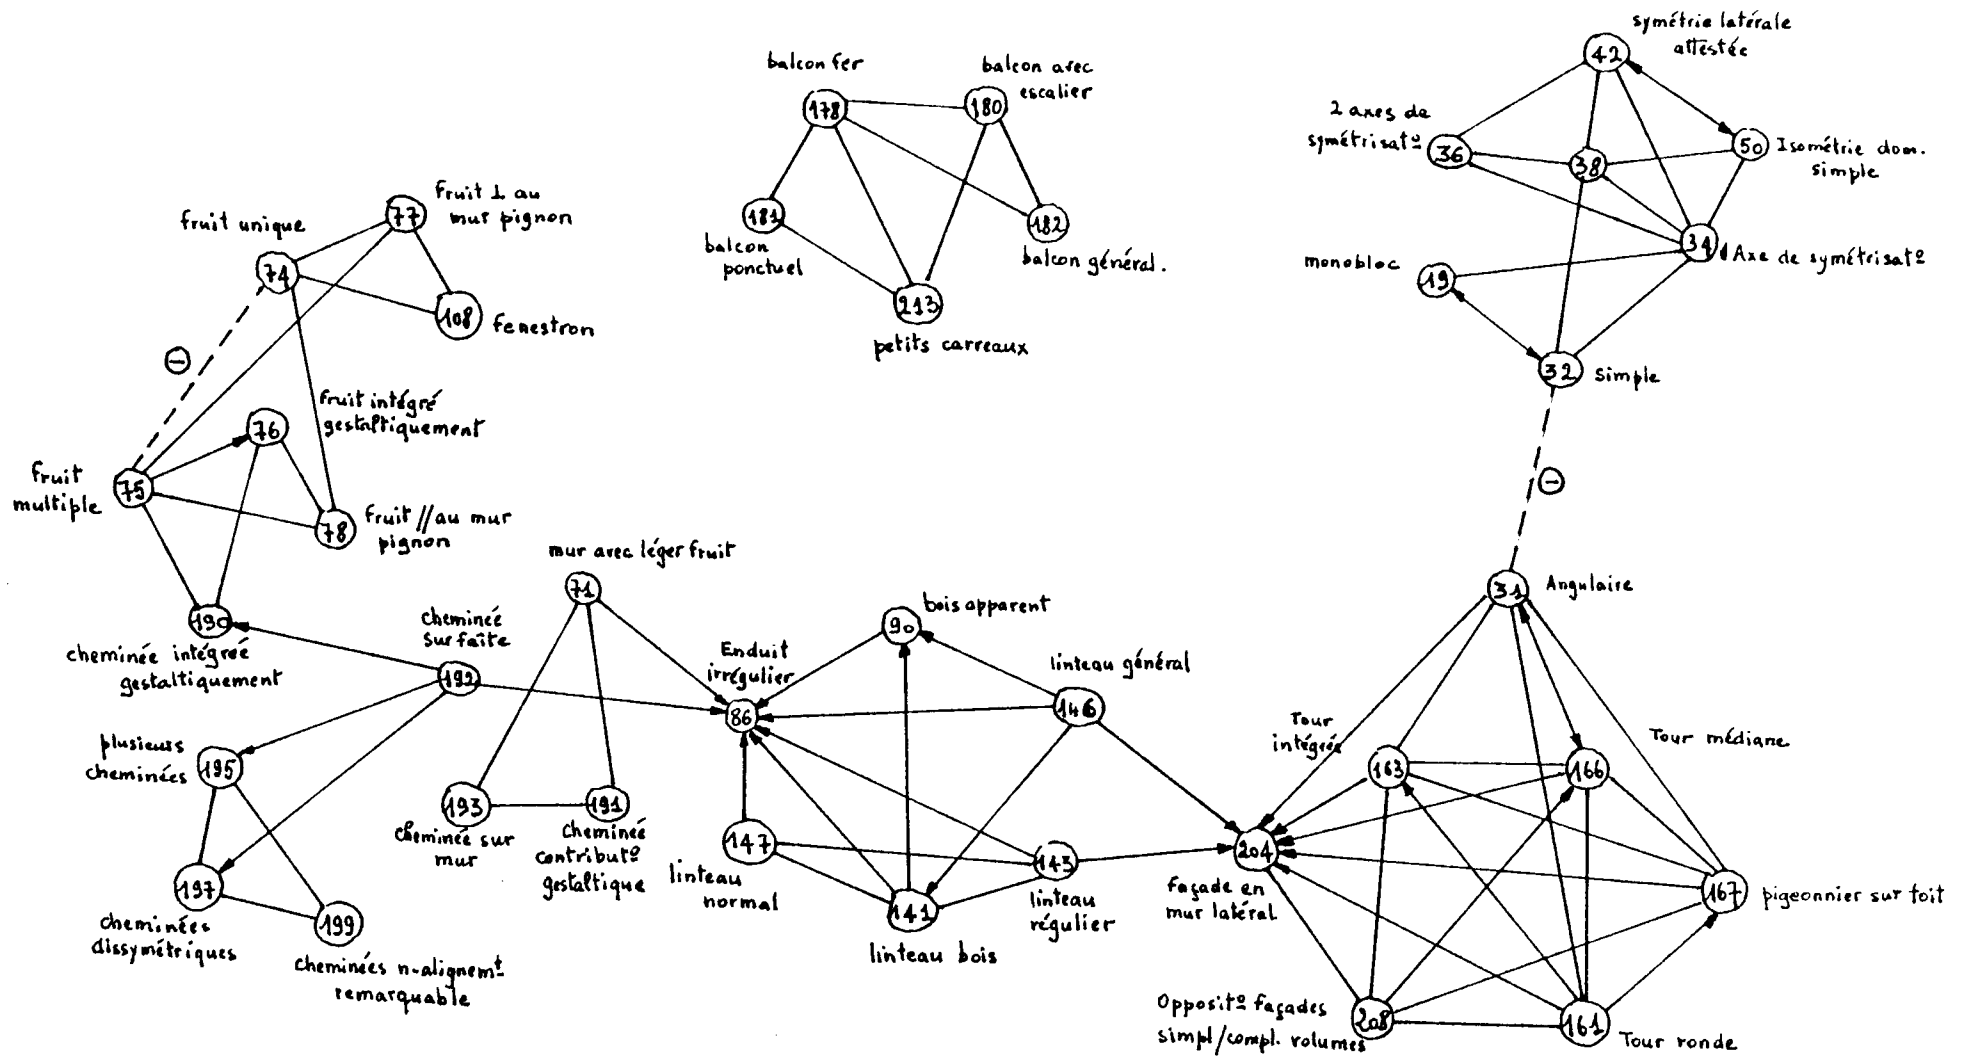 symétrie latérale
attestée
42
balcon fer
balcon avec
escalier
178
180
2 axes de
symétrisatº
36
38
50
Isométrie dom.
simple
181
balcon
ponctuel
182
balcon général.
213
petits carreaux
34
Axe de symétrisatº
monobloc
19
32
simple
fruit unique
77
fruit ⊥ au
mur pignon
74
108
fenestron
−
76
fruit intégré
gestaltiquement
fruit
multiple
75
78
fruit // au mur
pignon
190
cheminée intégrée
gestaltiquement
cheminée
sur faîte
192
plusieurs
cheminées
195
197
cheminées
dissymétriques
199
cheminées n-alignemt
remarquable
mur avec léger fruit
71
193
cheminée sur
mur
191
cheminée
contributº
gestaltique
Enduit
irrégulier
86
90
bois apparent
linteau général
146
147
linteau
normal
143
linteau
régulier
141
linteau bois
−
31
Angulaire
Tour
intégrée
163
166
Tour médiane
204
façade en
mur latéral
167
pigeonnier sur toit
Oppositº façades
simpl/compl. volumes
208
161
Tour ronde